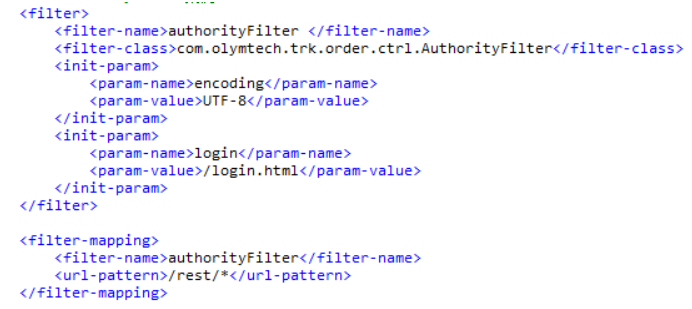 <filter>
    <filter-name>authorityFilter </filter-name>
    <filter-class>com.olymtech.trk.order.ctrl.AuthorityFilter</filter-class>
    <init-param>
        <param-name>encoding</param-name>
        <param-value>UTF-8</param-value>
    </init-param>
    <init-param>
        <param-name>login</param-name>
        <param-value>/login.html</param-value>
    </init-param>
</filter>

<filter-mapping>
    <filter-name>authorityFilter</filter-name>
    <url-pattern>/rest/*</url-pattern>
</filter-mapping>